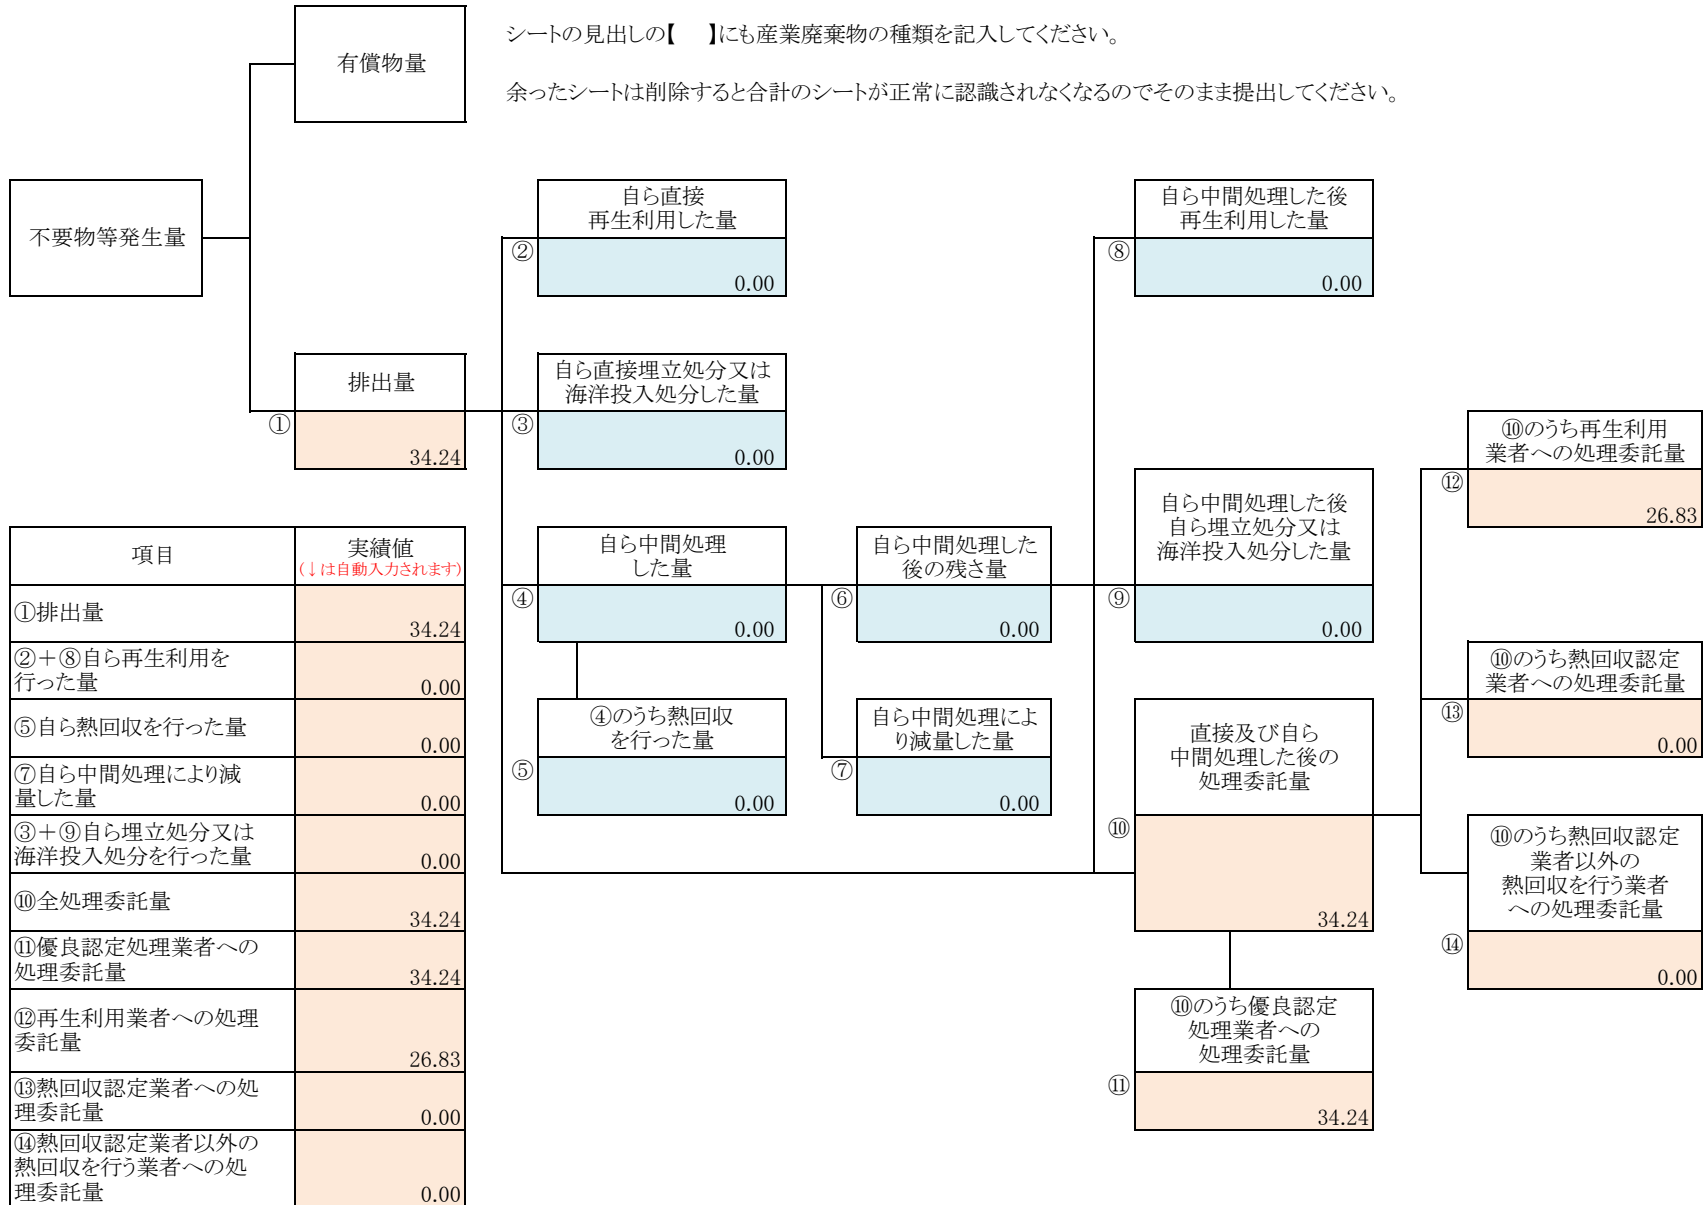 シートの見出しの【　】にも産業廃棄物の種類を記入してください。
余ったシートは削除すると合計のシートが正常に認識されなくなるのでそのまま提出してください。
有償物量
不要物等発生量
排出量
①
34.24
自ら直接
再生利用した量
②
0.00
自ら直接埋立処分又は
海洋投入処分した量
③
0.00
自ら中間処理
した量
④
0.00
④のうち熱回収
を行った量
⑤
0.00
自ら中間処理した
後の残さ量
⑥
0.00
自ら中間処理によ
り減量した量
⑦
0.00
自ら中間処理した後
再生利用した量
⑧
0.00
自ら中間処理した後
自ら埋立処分又は
海洋投入処分した量
⑨
0.00
直接及び自ら
中間処理した後の
処理委託量
⑩
34.24
⑩のうち優良認定
処理業者への
処理委託量
⑪
34.24
⑩のうち再生利用
業者への処理委託量
⑫
26.83
⑩のうち熱回収認定
業者への処理委託量
⑬
0.00
⑩のうち熱回収認定
業者以外の
熱回収を行う業者
への処理委託量
⑭
0.00
項目
実績値
(↓は自動入力されます)
①排出量
34.24
②＋⑧自ら再生利用を
行った量
0.00
⑤自ら熱回収を行った量
0.00
⑦自ら中間処理により減
量した量
0.00
③＋⑨自ら埋立処分又は
海洋投入処分を行った量
0.00
⑩全処理委託量
34.24
⑪優良認定処理業者への
処理委託量
34.24
⑫再生利用業者への処理
委託量
26.83
⑬熱回収認定業者への処
理委託量
0.00
⑭熱回収認定業者以外の
熱回収を行う業者への処
理委託量
0.00